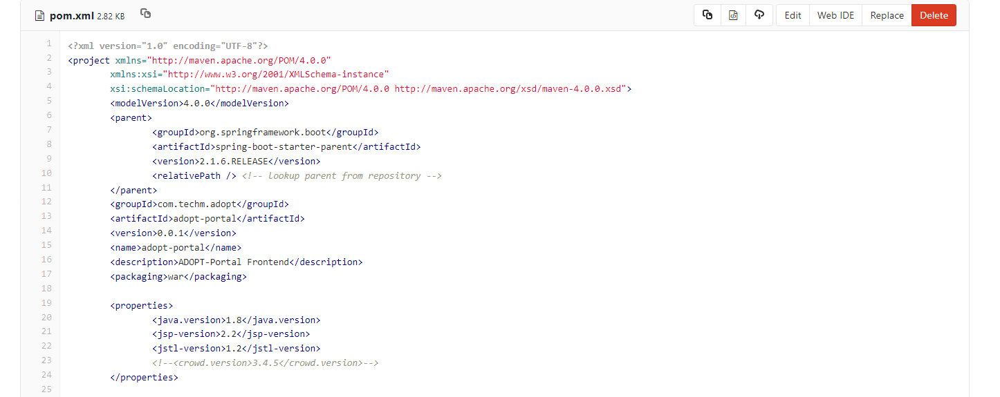 pom.xml 2.82 KB
Edit Web IDE Replace Delete
1 <?xml version="1.0" encoding="UTF-8"?>
2 <project xmlns="http://maven.apache.org/POM/4.0.0"
3 xmlns:xsi="http://www.w3.org/2001/XMLSchema-instance"
4 xsi:schemaLocation="http://maven.apache.org/POM/4.0.0 http://maven.apache.org/xsd/maven-4.0.0.xsd">
5 <modelVersion>4.0.0</modelVersion>
6 <parent>
7 <groupId>org.springframework.boot</groupId>
8 <artifactId>spring-boot-starter-parent</artifactId>
9 <version>2.1.6.RELEASE</version>
10 <relativePath /> <!-- lookup parent from repository -->
11 </parent>
12 <groupId>com.techm.adopt</groupId>
13 <artifactId>adopt-portal</artifactId>
14 <version>0.0.1</version>
15 <name>adopt-portal</name>
16 <description>ADOPT-Portal Frontend</description>
17 <packaging>war</packaging>
18
19 <properties>
20 <java.version>1.8</java.version>
21 <jsp-version>2.2</jsp-version>
22 <jstl-version>1.2</jstl-version>
23 <!--<crowd.version>3.4.5</crowd.version>-->
24 </properties>
25